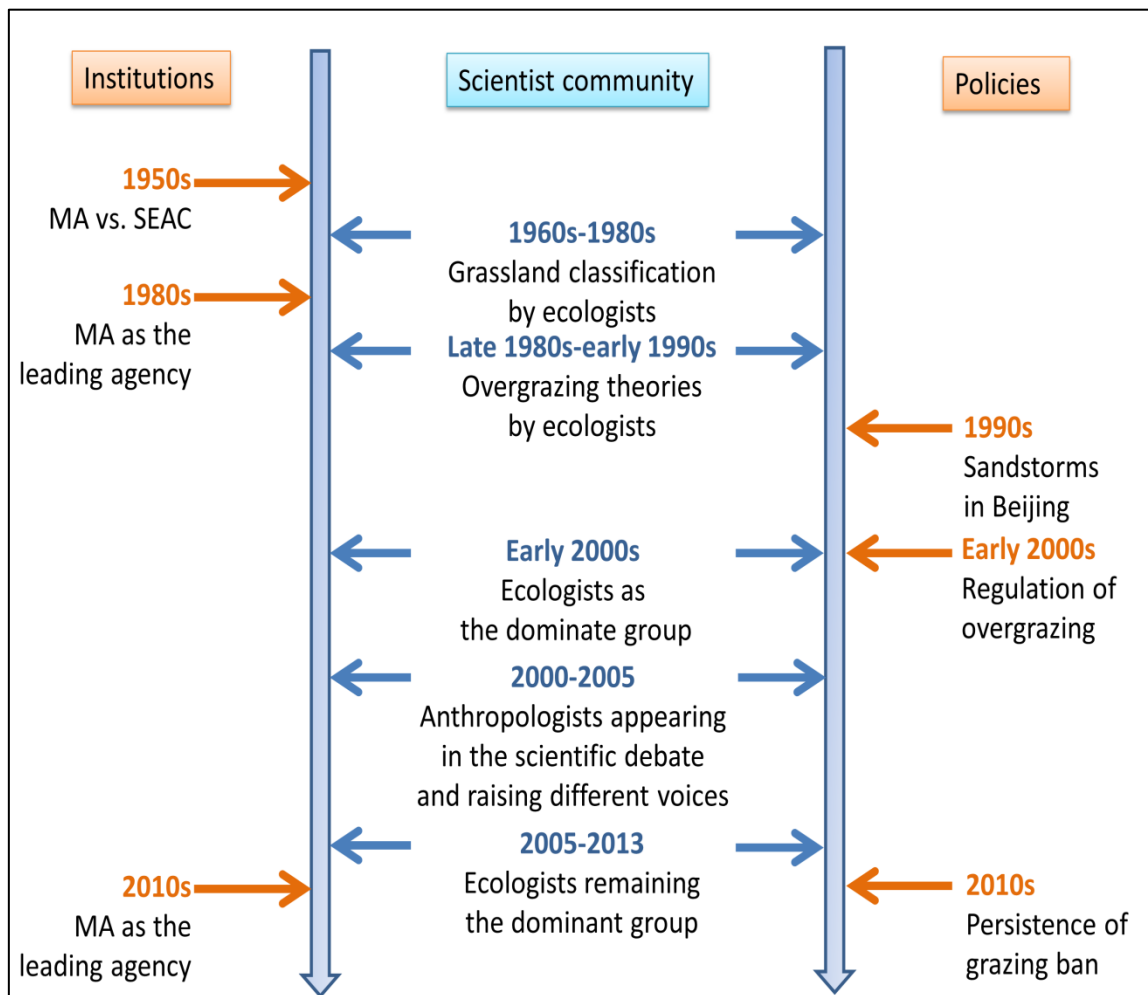 Institutions
Scientist community
Policies
1950s
MA vs. SEAC
1960s-1980s
Grassland classification
by ecologists
1980s
MA as the
leading agency
Late 1980s-early 1990s
Overgrazing theories
by ecologists
1990s
Sandstorms
in Beijing
Early 2000s
Ecologists as
the dominate group
Early 2000s
Regulation of
overgrazing
2000-2005
Anthropologists appearing
in the scientific debate
and raising different voices
2005-2013
Ecologists remaining
the dominant group
2010s
MA as the
leading agency
2010s
Persistence of
grazing ban